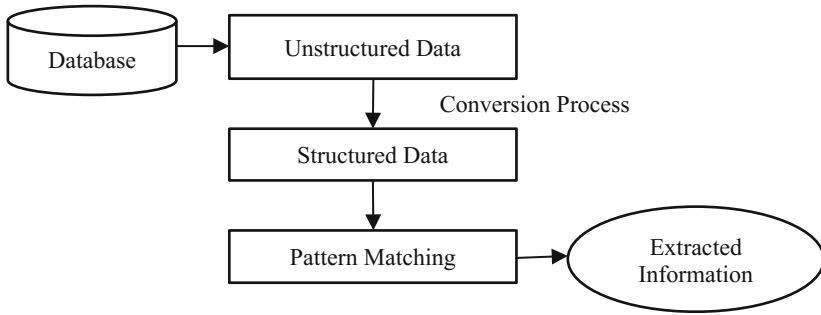 Database
Unstructured Data
Conversion Process
Structured Data
Pattern Matching
Extracted
Information